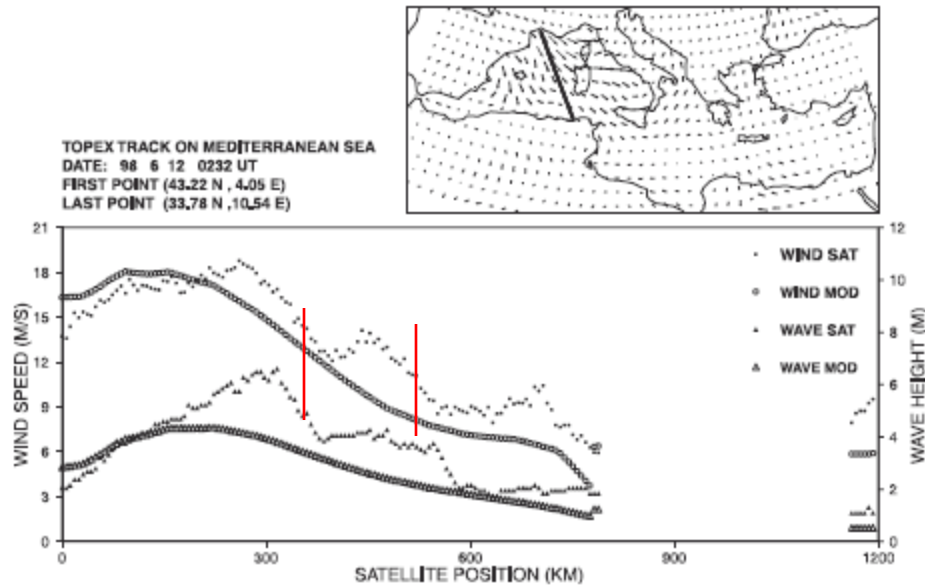 TOPEX TRACK ON MEDITERRANEAN SEA
DATE: 98 6 12 0232 UT
FIRST POINT (43.22 N , 4.05 E)
LAST POINT (33.78 N ,10.54 E)
21
18
15
12
9
6
3
0
WIND SPEED (M/S)
12
10
8
6
4
2
0
WAVE HEIGHT (M)
WIND SAT
WIND MOD
WAVE SAT
WAVE MOD
0 300 600 900 1200
SATELLITE POSITION (KM)